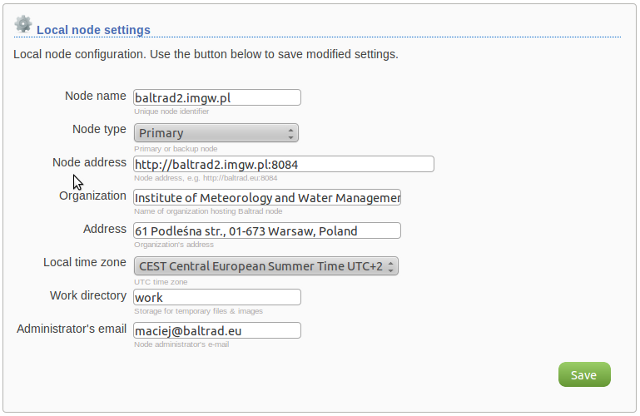 Local node settings
Local node configuration. Use the button below to save modified settings.
Node name baltrad2.imgw.pl
Unique node identifier
Node type Primary
Primary or backup node
Node address http://baltrad2.imgw.pl:8084
Node address, e.g. http://baltrad.eu:8084
Organization Institute of Meteorology and Water Managemer
Name of organization hosting Baltrad node
Address 61 Podleśna str., 01-673 Warsaw, Poland
Organization's address
Local time zone CEST Central European Summer Time UTC+2
UTC time zone
Work directory work
Storage for temporary files & images
Administrator's email maciej@baltrad.eu
Node administrator's e-mail
Save